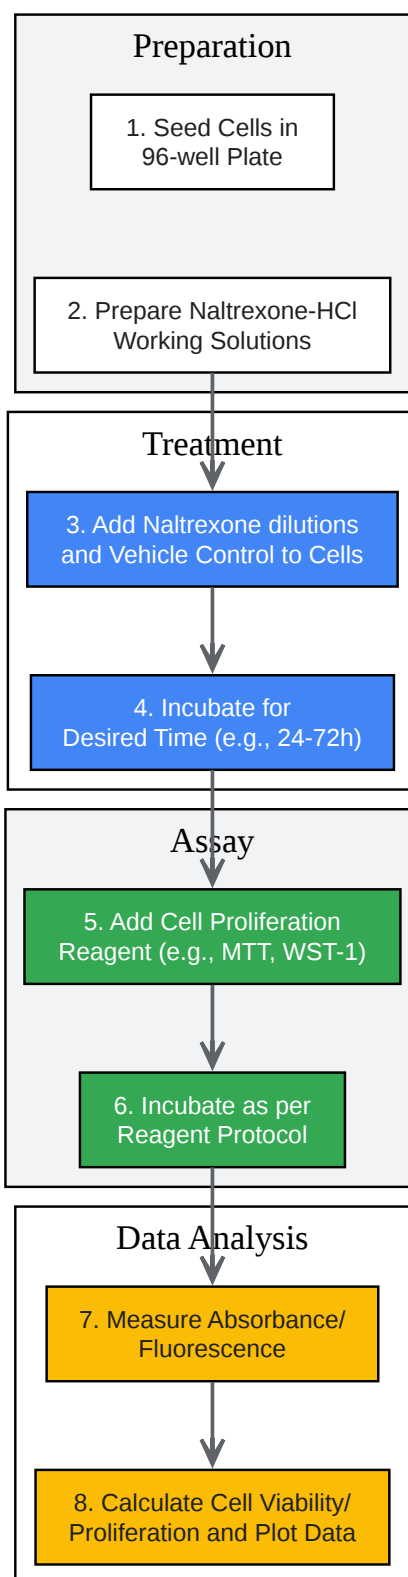 Preparation
1. Seed Cells in
96-well Plate
2. Prepare Naltrexone-HCl
Working Solutions
Treatment
3. Add Naltrexone dilutions
and Vehicle Control to Cells
4. Incubate for
Desired Time (e.g., 24-72h)
Assay
5. Add Cell Proliferation
Reagent (e.g., MTT, WST-1)
6. Incubate as per
Reagent Protocol
Data Analysis
7. Measure Absorbance/
Fluorescence
8. Calculate Cell Viability/
Proliferation and Plot Data